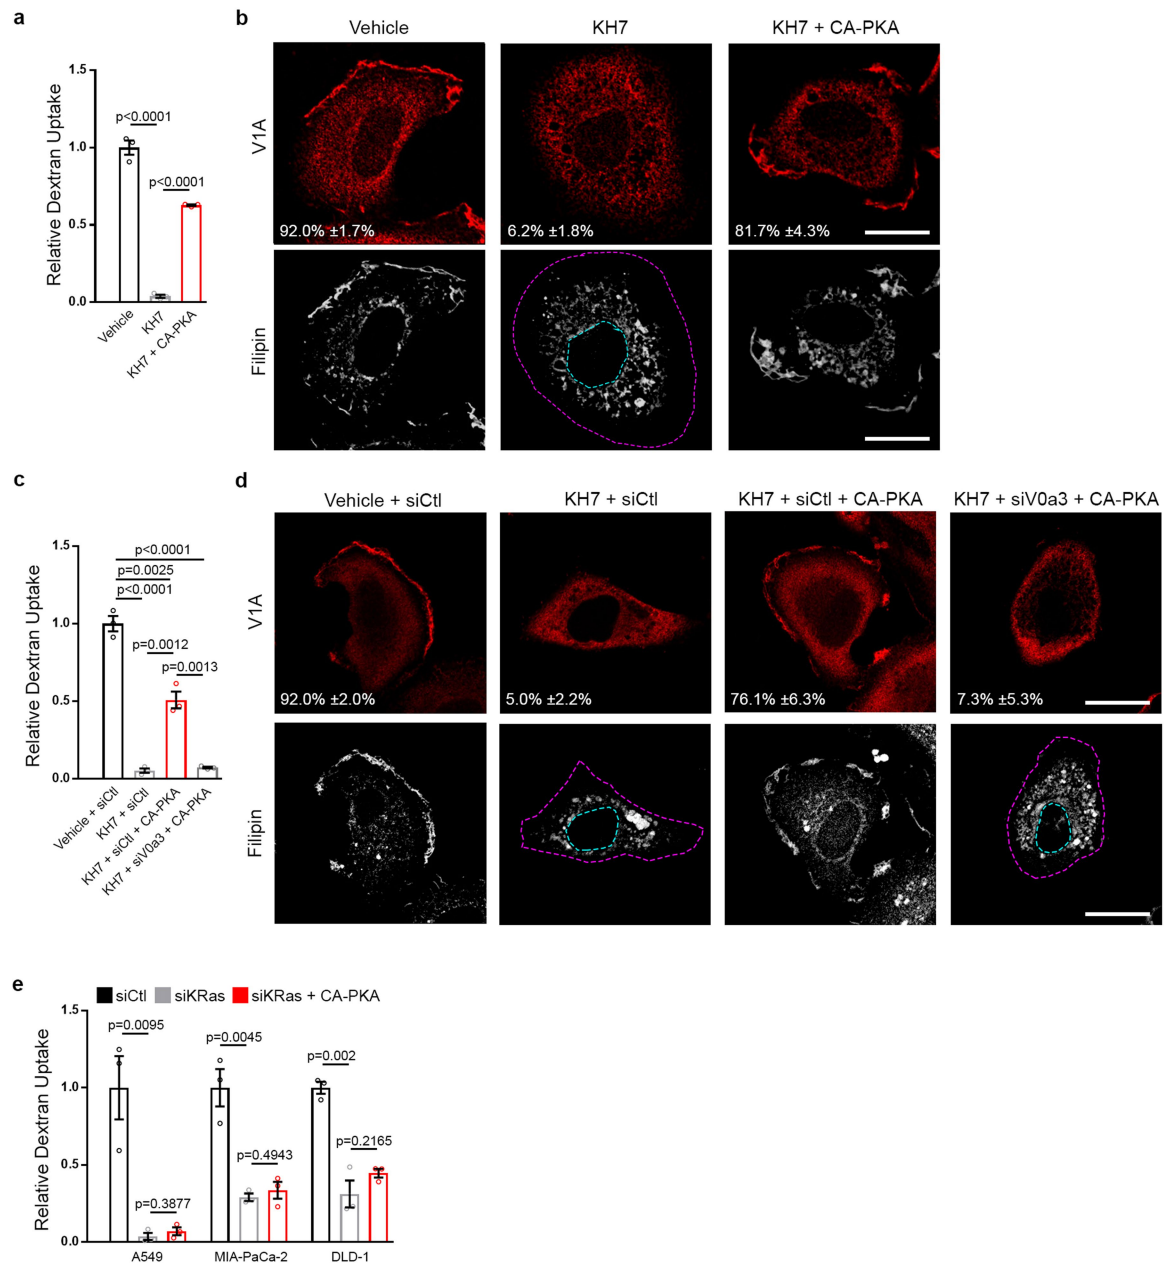 a
Relative Dextran Uptake
1.5
1.0
0.5
0.0
p<0.0001
p<0.0001
Vehicle
KH7
KH7 + CA-PKA
b
Vehicle
KH7
KH7 + CA-PKA
V1A
92.0% ±1.7%
6.2% ±1.8%
81.7% ±4.3%
Filipin
c
Relative Dextran Uptake
1.5
1.0
0.5
0.0
p<0.0001
p=0.0025
p<0.0001
p=0.0012
p=0.0013
Vehicle + siCtl
KH7 + siCtl
KH7 + siCtl + CA-PKA
KH7 + siV0a3 + CA-PKA
d
Vehicle + siCtl
KH7 + siCtl
KH7 + siCtl + CA-PKA
KH7 + siV0a3 + CA-PKA
V1A
92.0% ±2.0%
5.0% ±2.2%
76.1% ±6.3%
7.3% ±5.3%
Filipin
e
siCtl
siKRas
siKRas + CA-PKA
Relative Dextran Uptake
1.5
1.0
0.5
0.0
p=0.0095
p=0.3877
p=0.0045
p=0.4943
p=0.002
p=0.2165
A549
MIA-PaCa-2
DLD-1